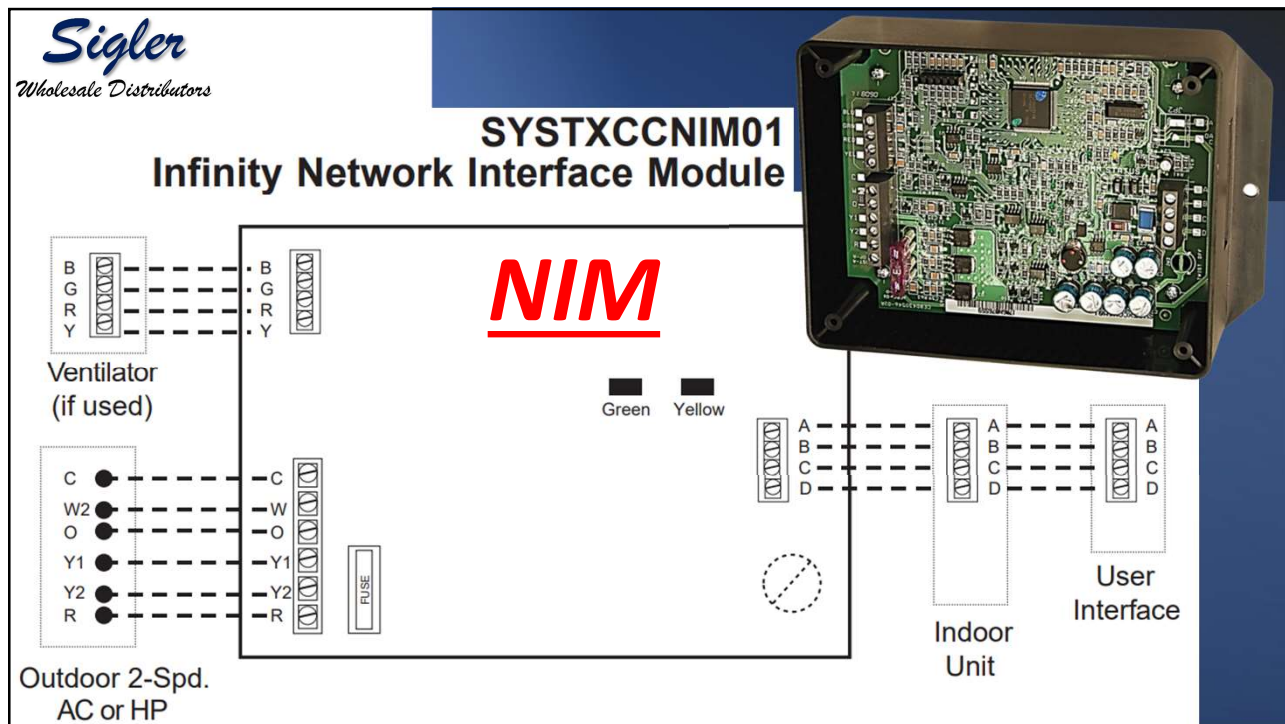 Sigler
Wholesale Distributors
SYSTXCCNIM01
Infinity Network Interface Module
NIM
B
G
R
Y
B
G
R
Y
Ventilator
(if used)
Green
Yellow
A
B
C
D
A
B
C
D
A
B
C
D
C
W2
O
Y1
Y2
R
C
W
O
Y1
Y2
R
FUSE
User
Interface
Indoor
Unit
Outdoor 2-Spd.
AC or HP